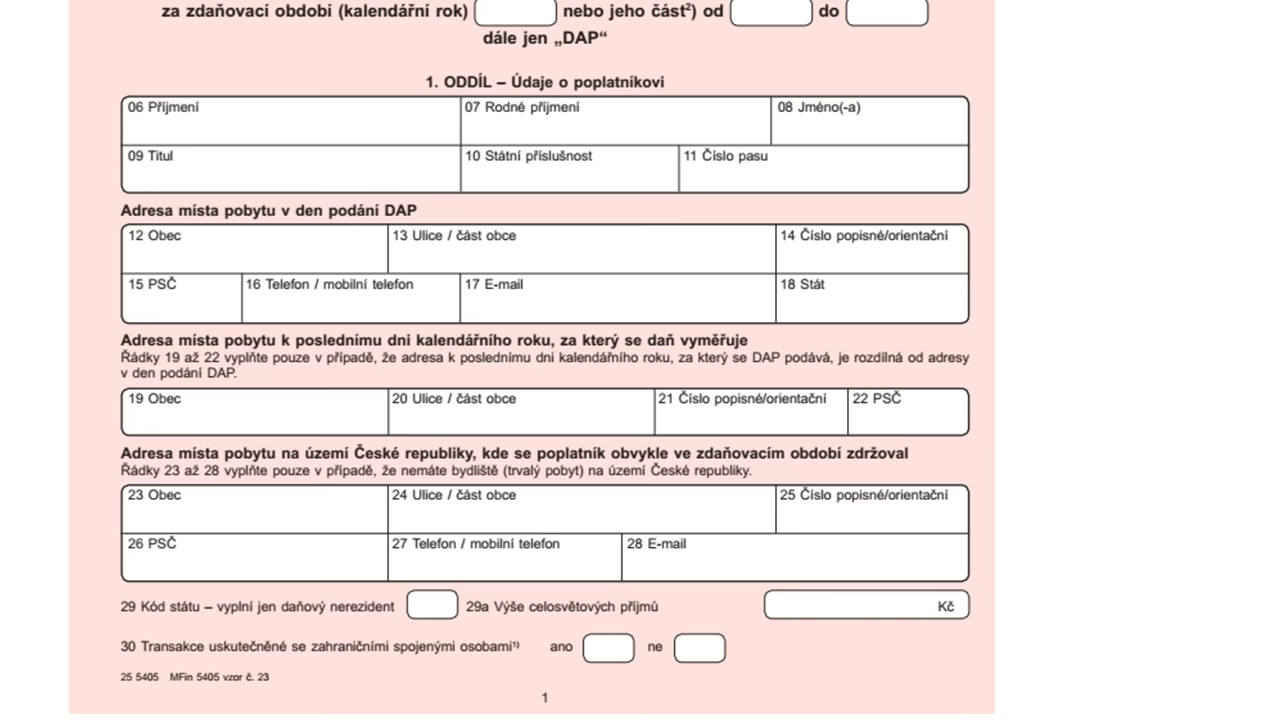 za zdaňovací období (kalendářní rok) nebo jeho část²) od do
dále jen „DAP“
1. ODDÍL – Údaje o poplatníkovi
06 Příjmení 07 Rodné příjmení 08 Jméno(-a)
09 Titul 10 Státní příslušnost 11 Číslo pasu
Adresa místa pobytu v den podání DAP
12 Obec 13 Ulice / část obce 14 Číslo popisné/orientační
15 PSČ 16 Telefon / mobilní telefon 17 E-mail 18 Stát
Adresa místa pobytu k poslednímu dni kalendářního roku, za který se daň vyměřuje
Řádky 19 až 22 vyplňte pouze v případě, že adresa k poslednímu dni kalendářního roku, za který se DAP podává, je rozdílná od adresy
v den podání DAP.
19 Obec 20 Ulice / část obce 21 Číslo popisné/orientační 22 PSČ
Adresa místa pobytu na území České republiky, kde se poplatník obvykle ve zdaňovacím období zdržoval
Řádky 23 až 28 vyplňte pouze v případě, že nemáte bydliště (trvalý pobyt) na území České republiky.
23 Obec 24 Ulice / část obce 25 Číslo popisné/orientační
26 PSČ 27 Telefon / mobilní telefon 28 E-mail
29 Kód státu – vyplní jen daňový nerezident 29a Výše celosvětových příjmů Kč
30 Transakce uskutečněné se zahraničními spojenými osobami¹⁾ ano ne
25 5405 MFin 5405 vzor č. 23
1